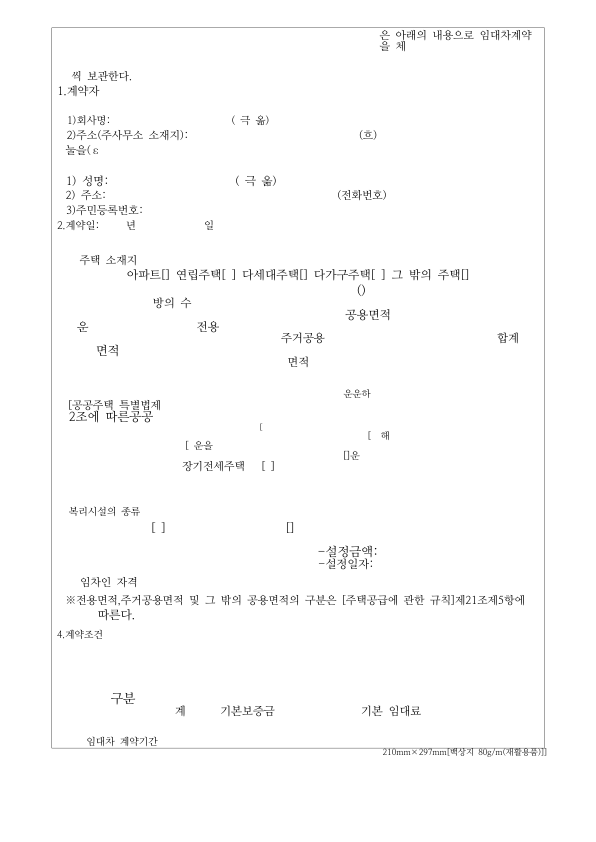 은 아래의 내용으로 임대차계약
을 체
씩 보관한다.
1.계약자
1)회사명: ( 극 옮)
2)주소(주사무소 소재지): (흐)
눌을( ε
1) 성명: ( 극 옮)
2) 주소: (전화번호)
3)주민등록번호:
2.계약일: 년 일
주택 소재지
아파트[] 연립주택[ ] 다세대주택[] 다가구주택[ ] 그 밖의 주택[]
()
방의 수
공용면적
운 전용
주거공용 합계
면적
면적
운운하
[공공주택 특별법제
2조에 따른공공
[
[ 해
[ 운을
[]운
장기전세주택 [ ]
복리시설의 종류
[ ] []
-설정금액:
-설정일자:
임차인 자격
※전용면적,주거공용면적 및 그 밖의 공용면적의 구분은 [주택공급에 관한 규칙]제21조제5항에
따른다.
4.계약조건
구분
계 기본보증금 기본 임대료
임대차 계약기간
210mm×297mm[백상지 80g/m(재활용품)]]